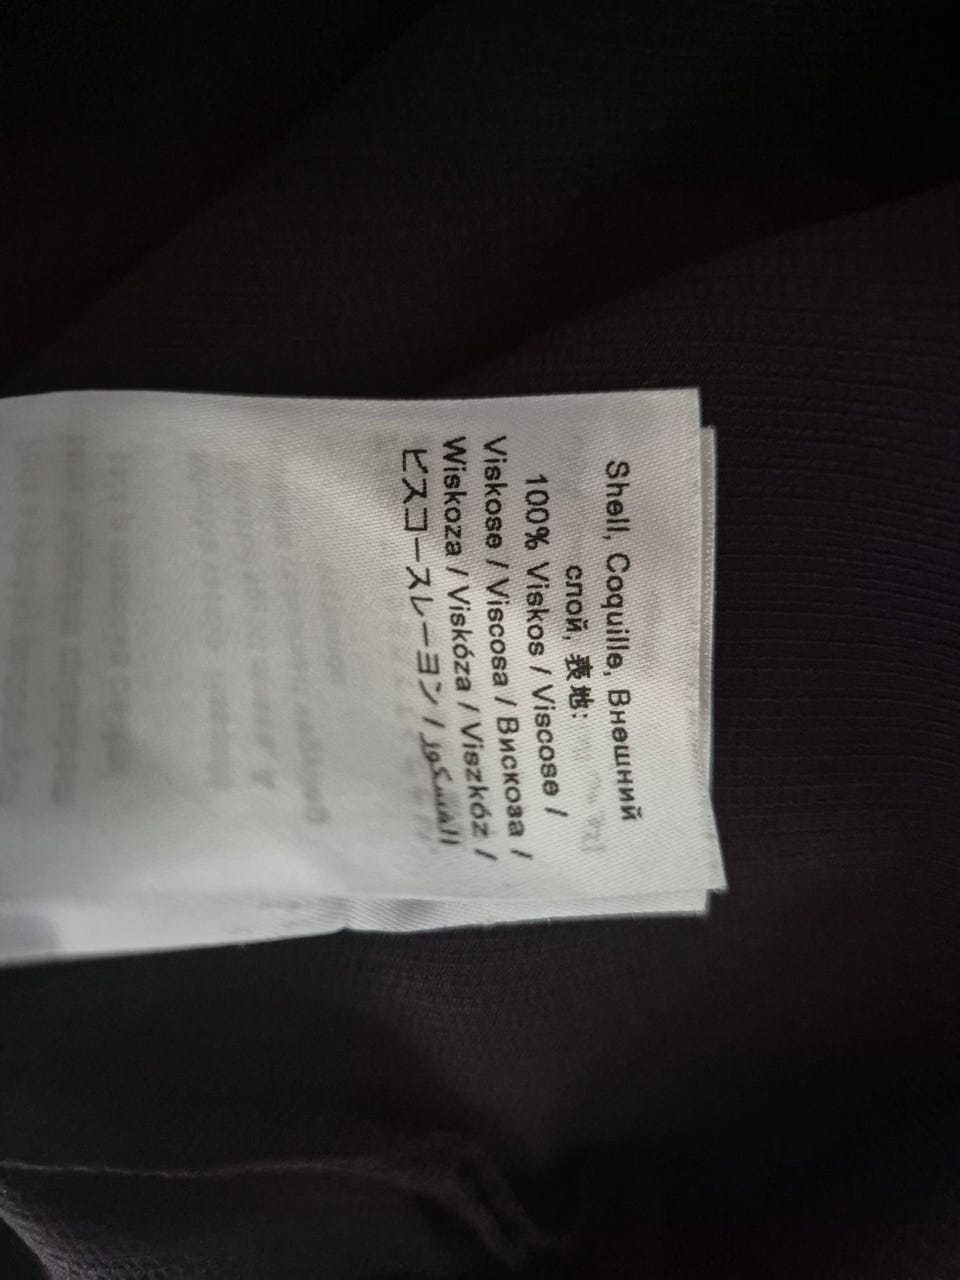 Shell, Coquille, Внешний
слой, 表地:
100% Viskos / Viscose /
Viskose / Viscosa / Вискоза /
Wiskoza / Viskóza / Viszkóz /
ビスコースレーヨン / الفسكوز